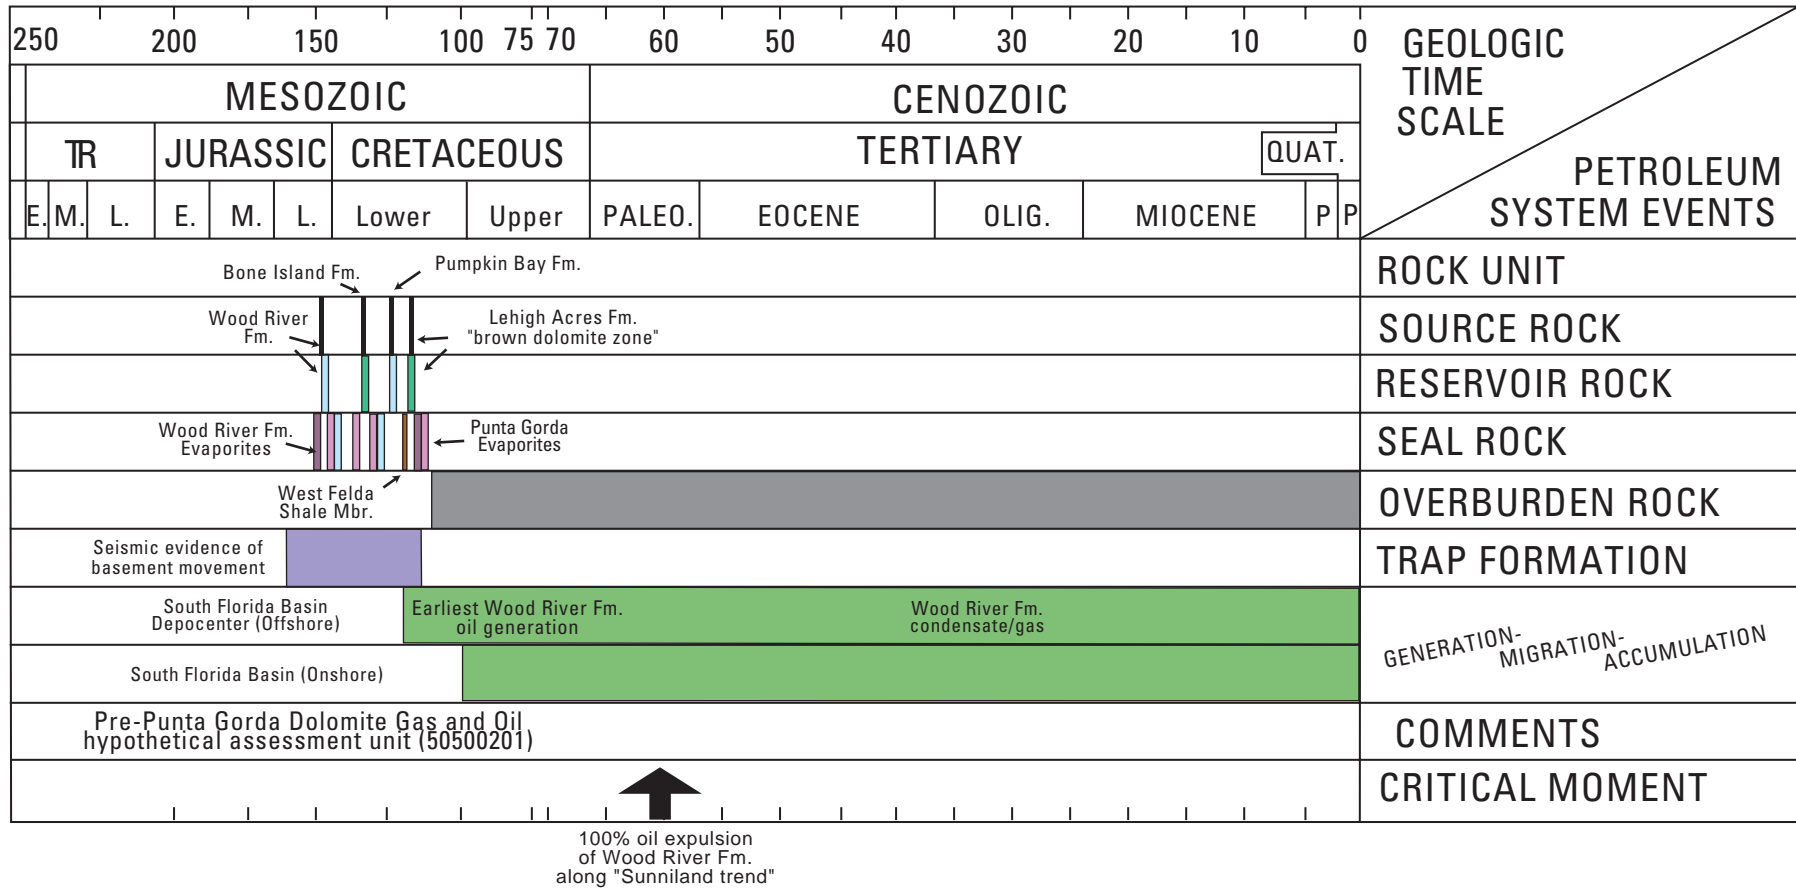 250 200 150 100 75 70 60 50 40 30 20 10 0
GEOLOGIC
TIME
SCALE
PETROLEUM
SYSTEM EVENTS
MESOZOIC CENOZOIC
TR JURASSIC CRETACEOUS TERTIARY QUAT.
E. M. L. E. M. L. Lower Upper PALEO. EOCENE OLIG. MIOCENE P P
ROCK UNIT
Bone Island Fm.
Pumpkin Bay Fm.
SOURCE ROCK
Wood River
Fm.
Lehigh Acres Fm.
"brown dolomite zone"
RESERVOIR ROCK
SEAL ROCK
Wood River Fm.
Evaporites
Punta Gorda
Evaporites
OVERBURDEN ROCK
West Felda
Shale Mbr.
TRAP FORMATION
Seismic evidence of
basement movement
South Florida Basin
Depocenter (Offshore)
Earliest Wood River Fm.
oil generation
Wood River Fm.
condensate/gas
GENERATION-
MIGRATION-
ACCUMULATION
South Florida Basin (Onshore)
Pre-Punta Gorda Dolomite Gas and Oil
hypothetical assessment unit (50500201)
COMMENTS
CRITICAL MOMENT
100% oil expulsion
of Wood River Fm.
along "Sunniland trend"